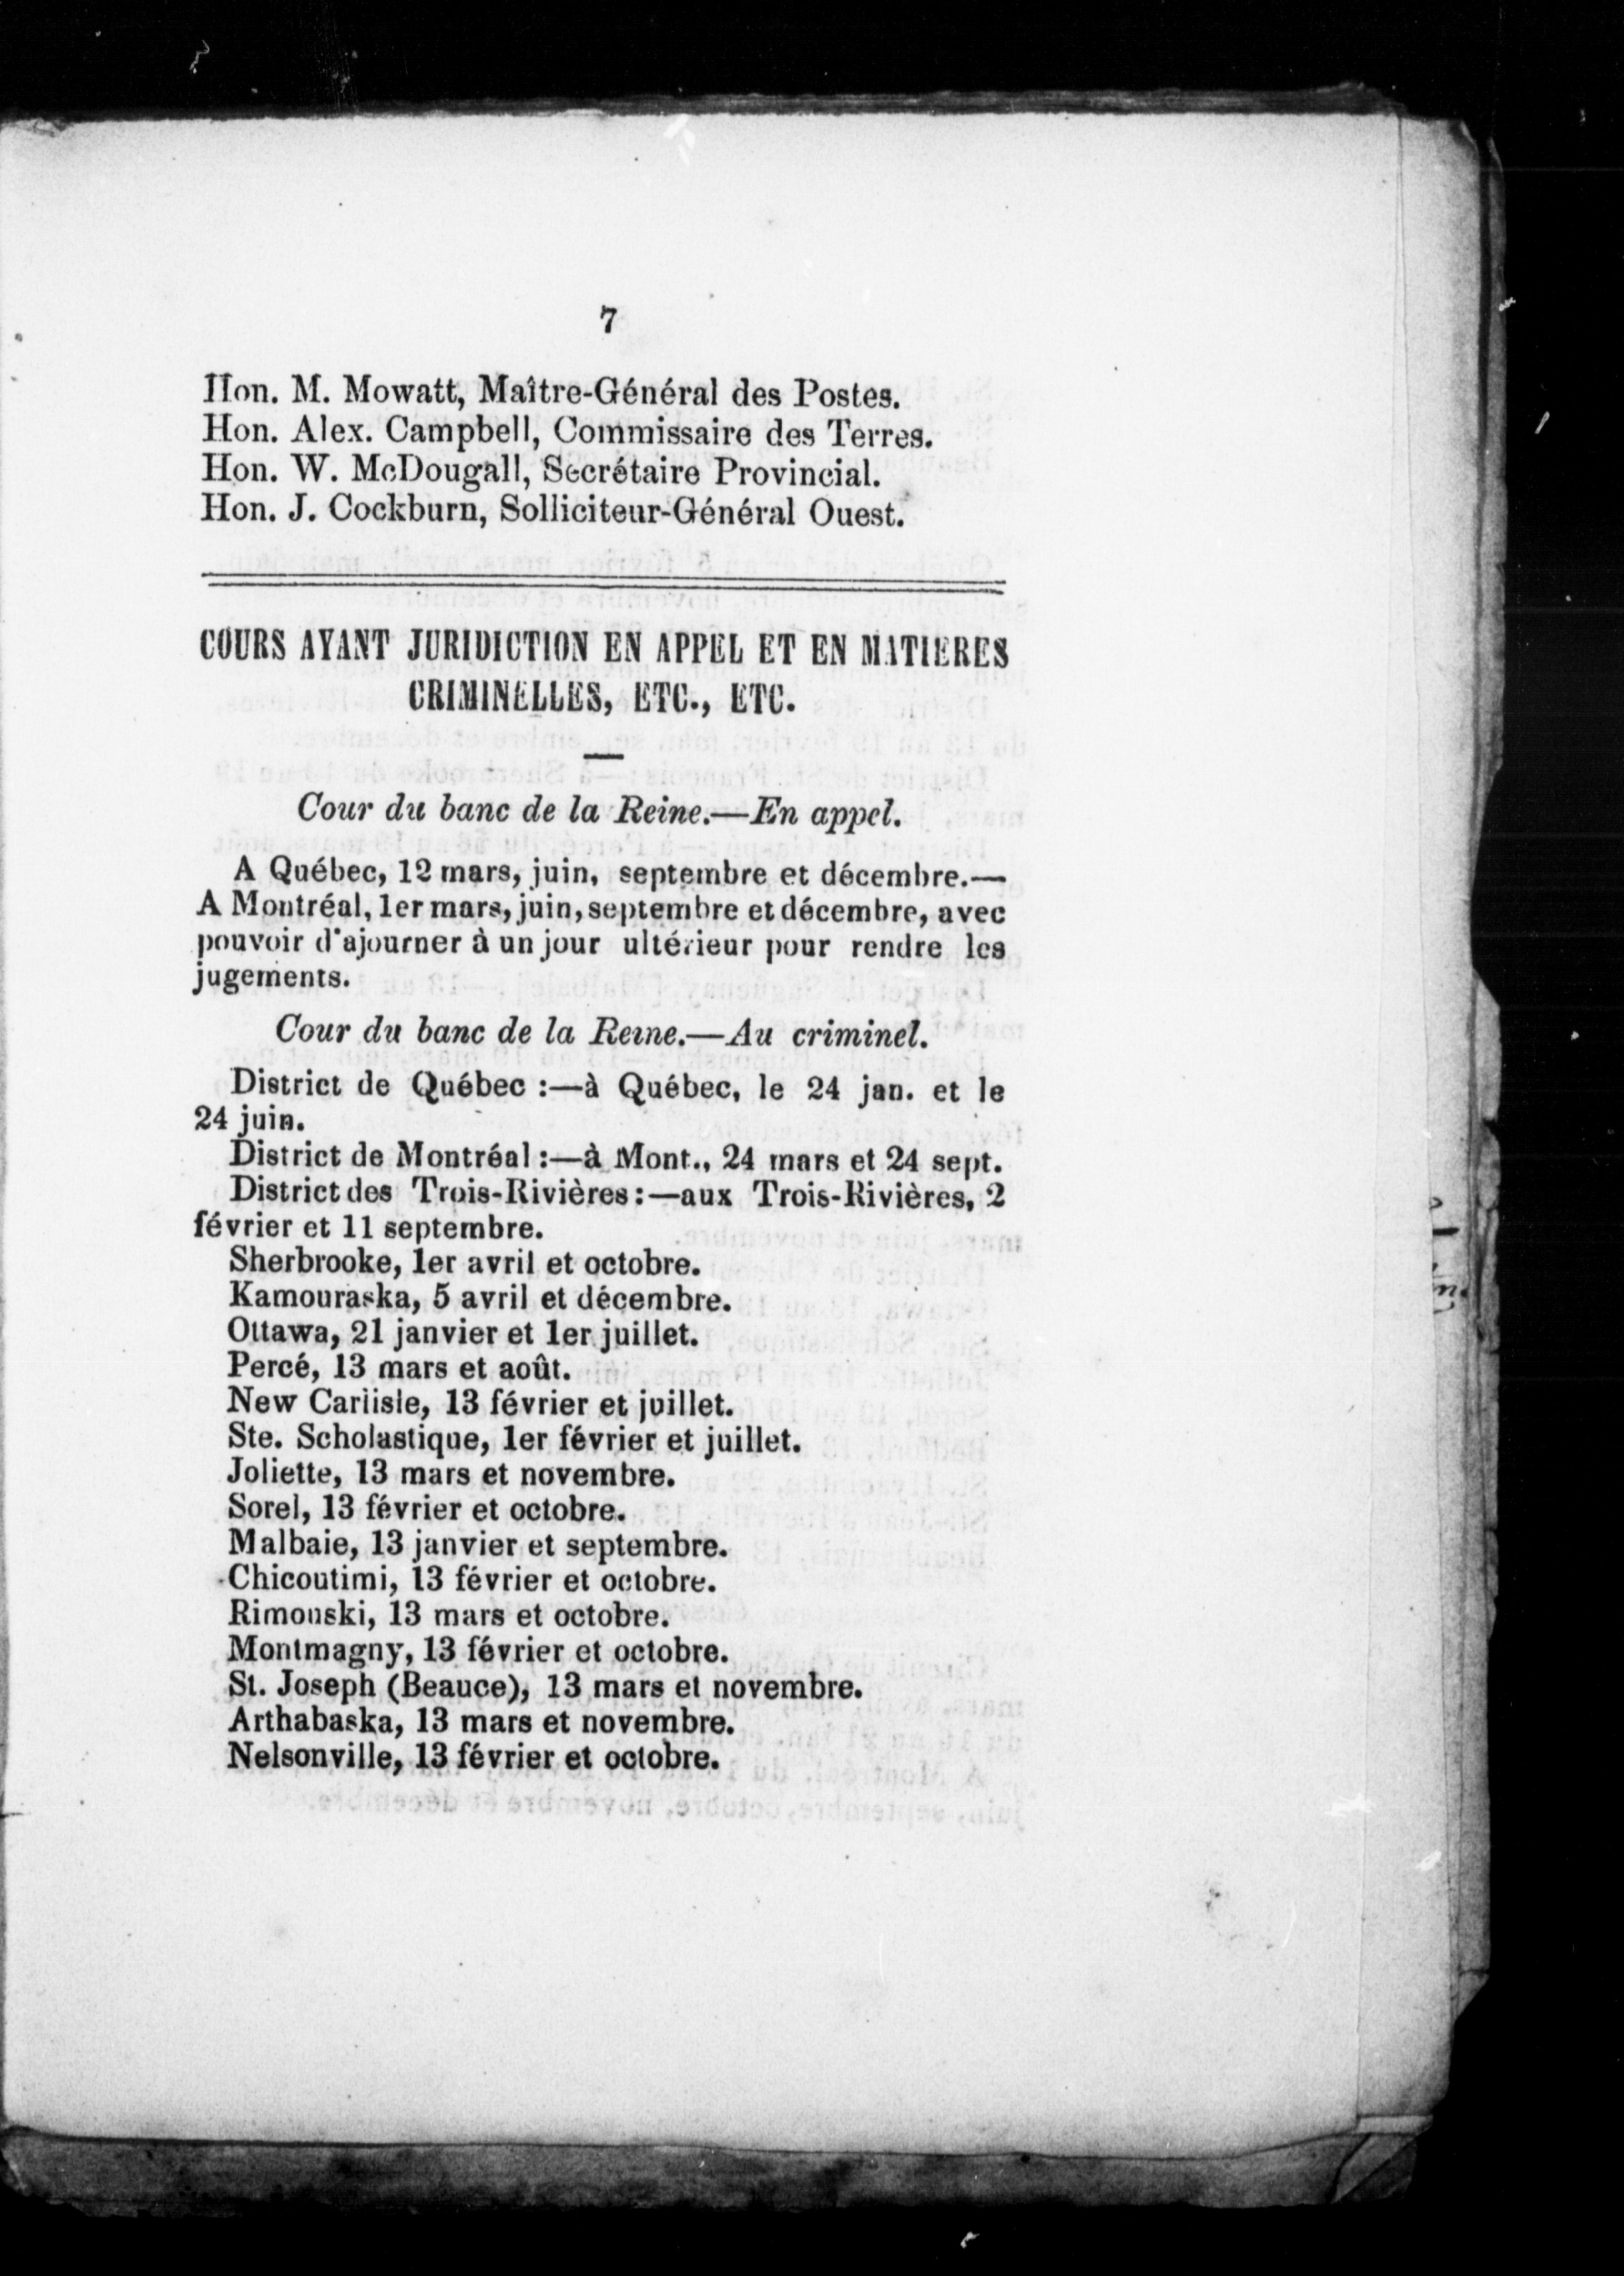 7
Hon. M. Mowatt, Maître-Général des Postes.
Hon. Alex. Campbell, Commissaire des Terres.
Hon. W. McDougall, Secrétaire Provincial.
Hon. J. Cockburn, Solliciteur-Général Ouest.
COURS AYANT JURIDICTION EN APPEL ET EN MATIERES
CRIMINELLES, ETC., ETC.
Cour du banc de la Reine.—En appel.
A Québec, 12 mars, juin, septembre et décembre.—
A Montréal, 1er mars, juin, septembre et décembre, avec
pouvoir d'ajourner à un jour ultérieur pour rendre les
jugements.
Cour du banc de la Reine.—Au criminel.
District de Québec :—à Québec, le 24 jan. et le
24 juin.
District de Montréal :—à Mont., 24 mars et 24 sept.
District des Trois-Rivières :—aux Trois-Rivières, 2
février et 11 septembre.
Sherbrooke, 1er avril et octobre.
Kamouraska, 5 avril et décembre.
Ottawa, 21 janvier et 1er juillet.
Percé, 13 mars et août.
New Carlisle, 13 février et juillet.
Ste. Scholastique, 1er février et juillet.
Joliette, 13 mars et novembre.
Sorel, 13 février et octobre.
Malbaie, 13 janvier et septembre.
Chicoutimi, 13 février et octobre.
Rimouski, 13 mars et octobre.
Montmagny, 13 février et octobre.
St. Joseph (Beauce), 13 mars et novembre.
Arthabaska, 13 mars et novembre.
Nelsonville, 13 février et octobre.